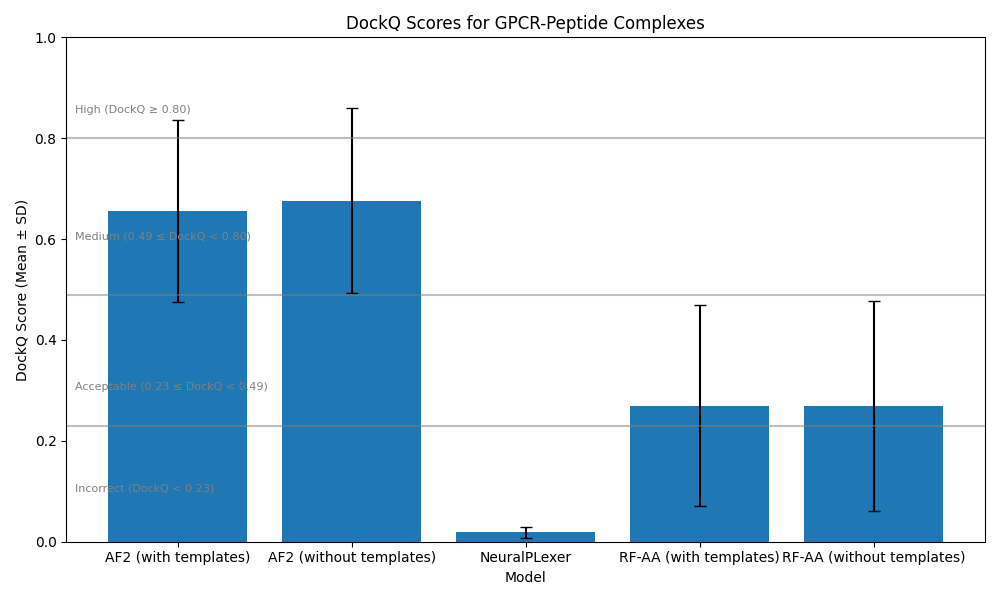 DockQ Scores for GPCR-Peptide Complexes
DockQ Score (Mean ± SD)
1.0
0.8
0.6
0.4
0.2
0.0
High (DockQ ≥ 0.80)
Medium (0.49 ≤ DockQ < 0.80)
Acceptable (0.23 ≤ DockQ < 0.49)
Incorrect (DockQ < 0.23)
AF2 (with templates)
AF2 (without templates)
NeuralPLexer
RF-AA (with templates)
RF-AA (without templates)
Model